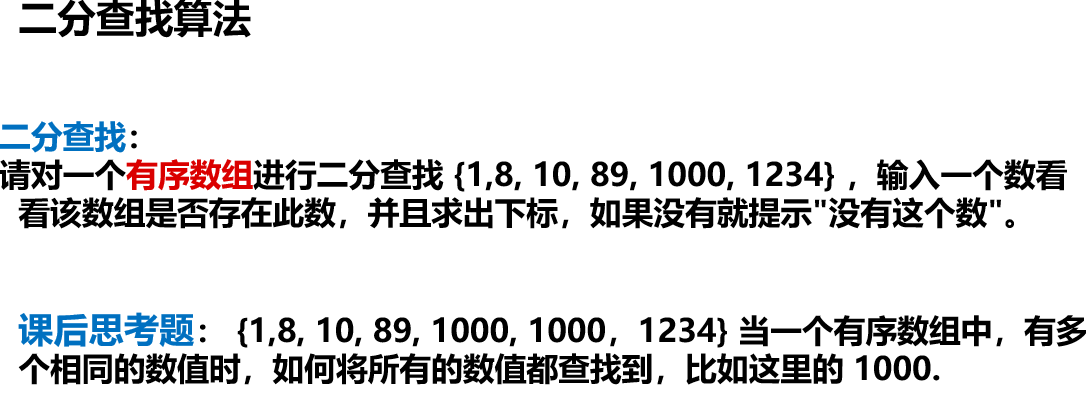 二分查找算法
二分查找：
请对一个有序数组进行二分查找 {1,8, 10, 89, 1000, 1234} ，输入一个数看
看该数组是否存在此数，并且求出下标，如果没有就提示"没有这个数"。
课后思考题： {1,8, 10, 89, 1000, 1000，1234} 当一个有序数组中，有多
个相同的数值时，如何将所有的数值都查找到，比如这里的 1000.